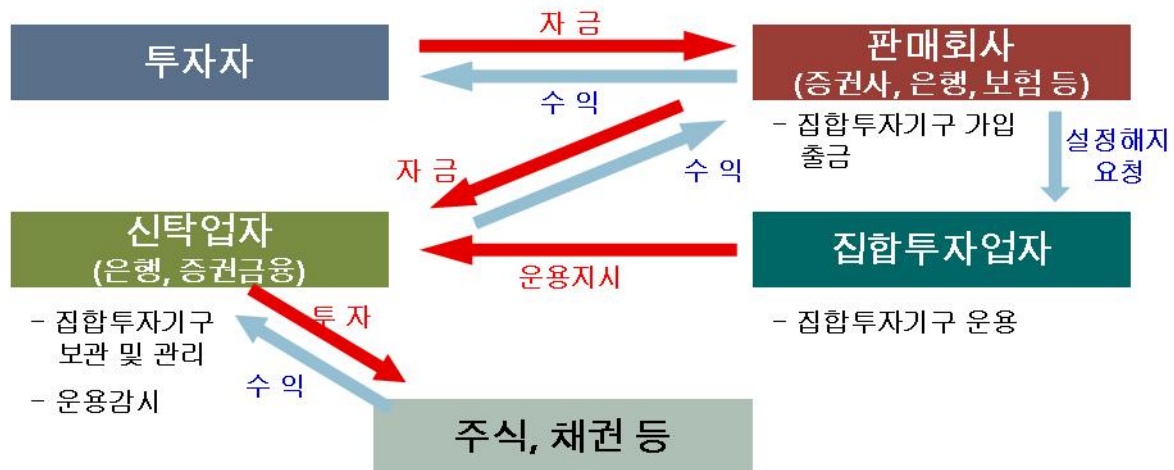 자 금
투자자
판매회사
(증권사, 은행, 보험 등)
수 익
- 집합투자기구 가입
출금
설정해지
요청
자 금
수 익
신탁업자
(은행, 증권금융)
집합투자업자
운용지시
- 집합투자기구
보관 및 관리
- 운용감시
투 자
수 익
- 집합투자기구 운용
주식, 채권 등